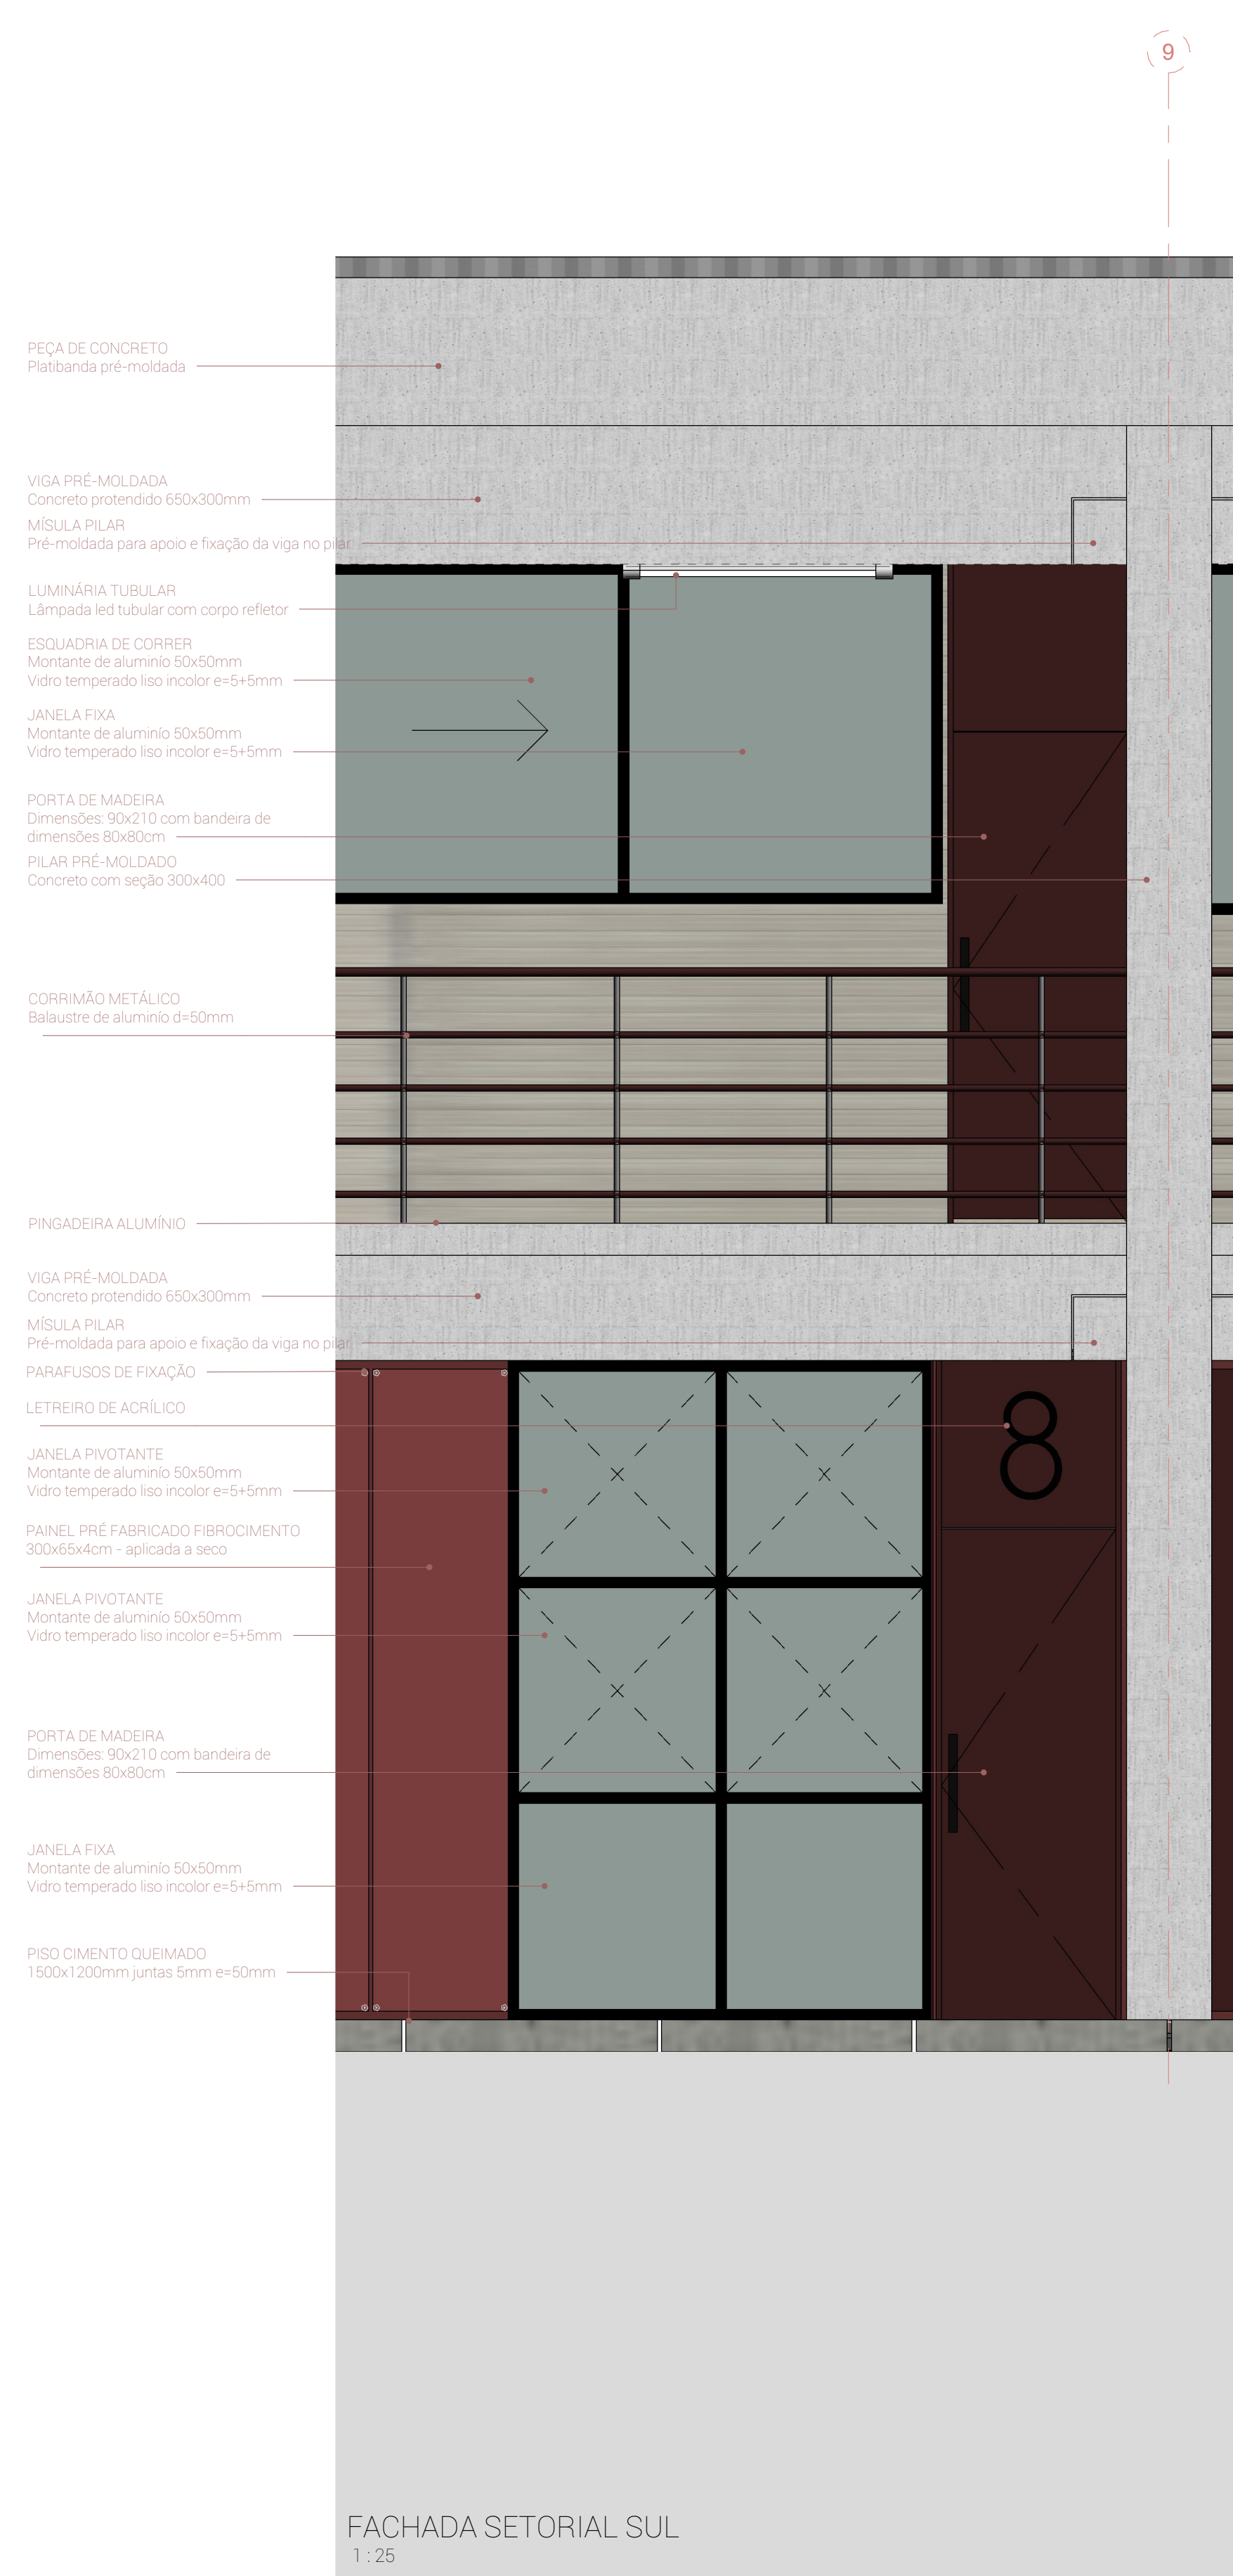 9
PEÇA DE CONCRETO
Platibanda pré-moldada
VIGA PRÉ-MOLDADA
Concreto protendido 650x300mm
MÍSULA PILAR
Pré-moldada para apoio e fixação da viga no pilar
LUMINÁRIA TUBULAR
Lâmpada led tubular com corpo refletor
ESQUADRIA DE CORRER
Montante de aluminío 50x50mm
Vidro temperado liso incolor e=5+5mm
JANELA FIXA
Montante de aluminío 50x50mm
Vidro temperado liso incolor e=5+5mm
PORTA DE MADEIRA
Dimensões: 90x210 com bandeira de
dimensões 80x80cm
PILAR PRÉ-MOLDADO
Concreto com seção 300x400
CORRIMÃO METÁLICO
Balaustre de aluminío d=50mm
PINGADEIRA ALUMÍNIO
VIGA PRÉ-MOLDADA
Concreto protendido 650x300mm
MÍSULA PILAR
Pré-moldada para apoio e fixação da viga no pilar
PARAFUSOS DE FIXAÇÃO
LETREIRO DE ACRÍLICO
8
JANELA PIVOTANTE
Montante de aluminío 50x50mm
Vidro temperado liso incolor e=5+5mm
PAINEL PRÉ FABRICADO FIBROCIMENTO
300x65x4cm - aplicada a seco
JANELA PIVOTANTE
Montante de aluminío 50x50mm
Vidro temperado liso incolor e=5+5mm
PORTA DE MADEIRA
Dimensões: 90x210 com bandeira de
dimensões 80x80cm
JANELA FIXA
Montante de aluminío 50x50mm
Vidro temperado liso incolor e=5+5mm
PISO CIMENTO QUEIMADO
1500x1200mm juntas 5mm e=50mm
FACHADA SETORIAL SUL
1 : 25